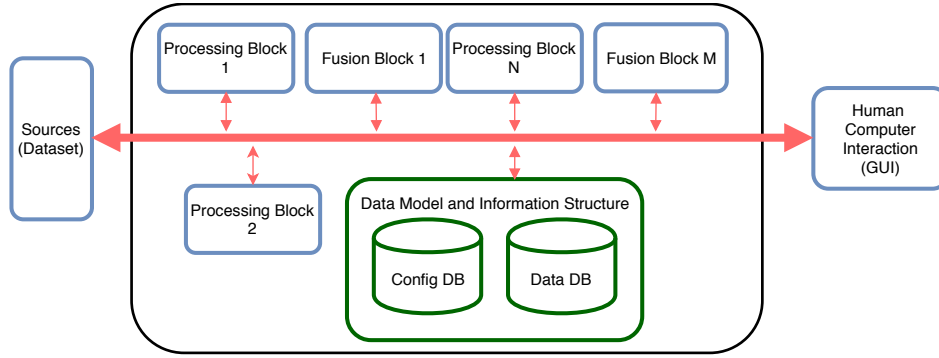 Processing Block
1
Fusion Block 1
Processing Block
N
Fusion Block M
Sources
(Dataset)
Human
Computer
Interaction
(GUI)
Processing Block
2
Data Model and Information Structure
Config DB
Data DB